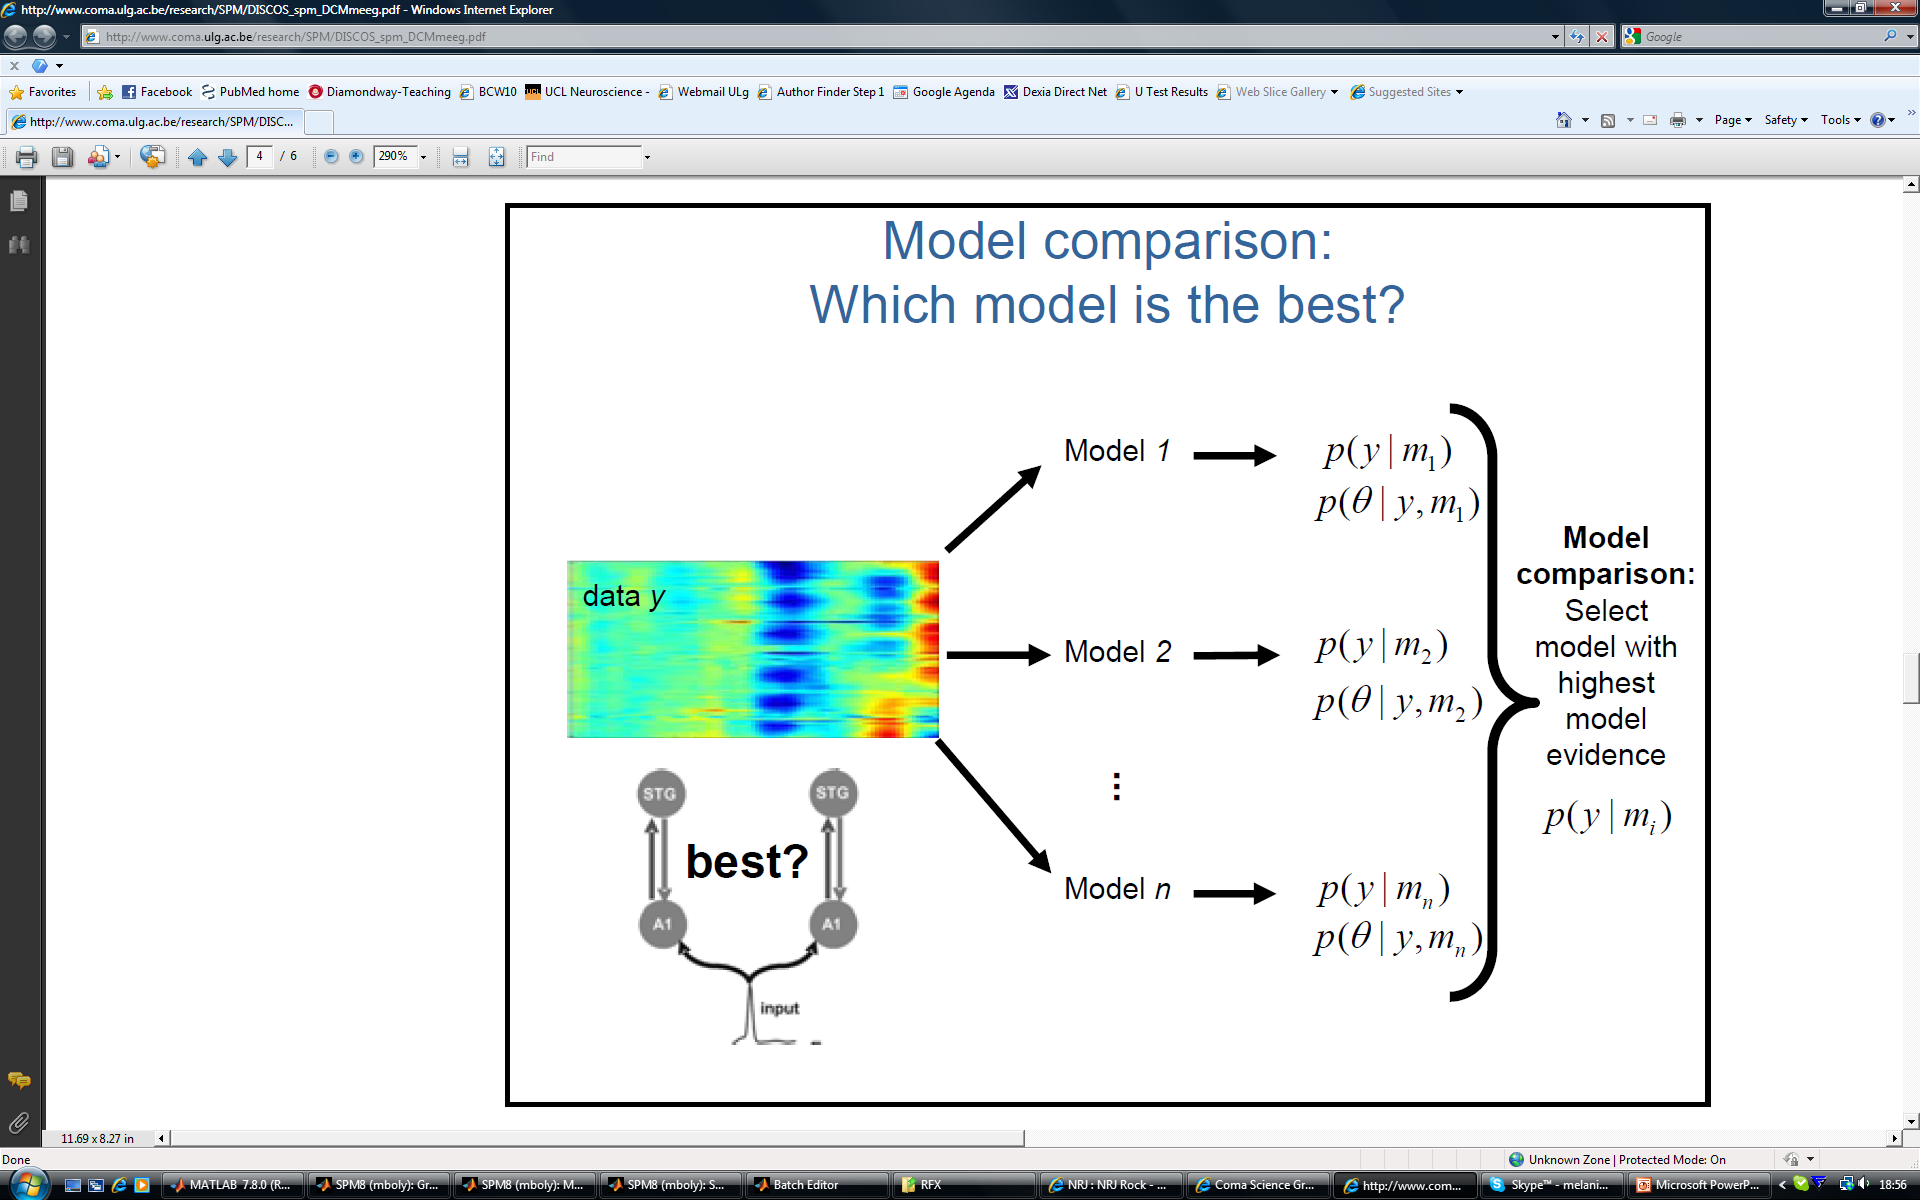 http://www.coma.ulg.ac.be/research/SPM/DISCOS_spm_DCMmeeg.pdf - Windows Internet Explorer
http://www.coma.ulg.ac.be/research/SPM/DISCOS_spm_DCMmeeg.pdf
Google
x
Favorites Facebook PubMed home Diamondway-Teaching BCW10 UCL Neuroscience - Webmail ULg Author Finder Step 1 Google Agenda Dexia Direct Net U Test Results Web Slice Gallery Suggested Sites
http://www.coma.ulg.ac.be/research/SPM/DISC...
Page Safety Tools
4 / 6 290% Find
Model comparison:
Which model is the best?
Model 1
p(y | m1)
p(θ | y, m1)
data y
Model 2
p(y | m2)
p(θ | y, m2)
⋮
Model n
p(y | mn)
p(θ | y, mn)
Model
comparison:
Select
model with
highest
model
evidence
p(y | mi)
STG STG
best?
A1 A1
input
11.69 x 8.27 in
Done
Unknown Zone | Protected Mode: On
MATLAB 7.8.0 (R... SPM8 (mboly): Gr... SPM8 (mboly): M... SPM8 (mboly): S... Batch Editor RFX NRJ : NRJ Rock - ... Coma Science Gr... http://www.com... Skype™ - melani... Microsoft PowerP... 18:56